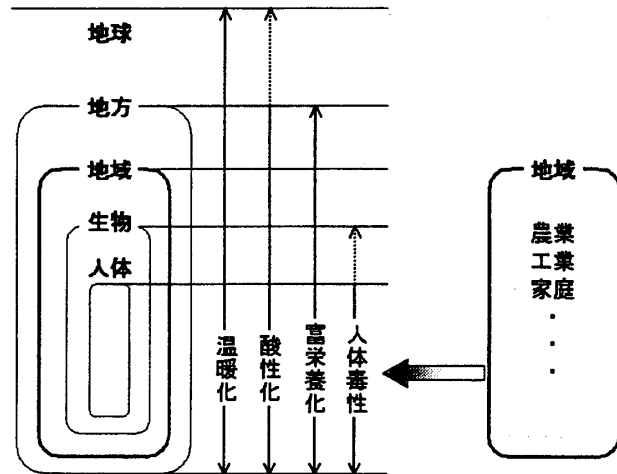 地球
地方
地域
生物
人体
温暖化
酸性化
富栄養化
人体毒性
地域
農業
工業
家庭
・
・
・